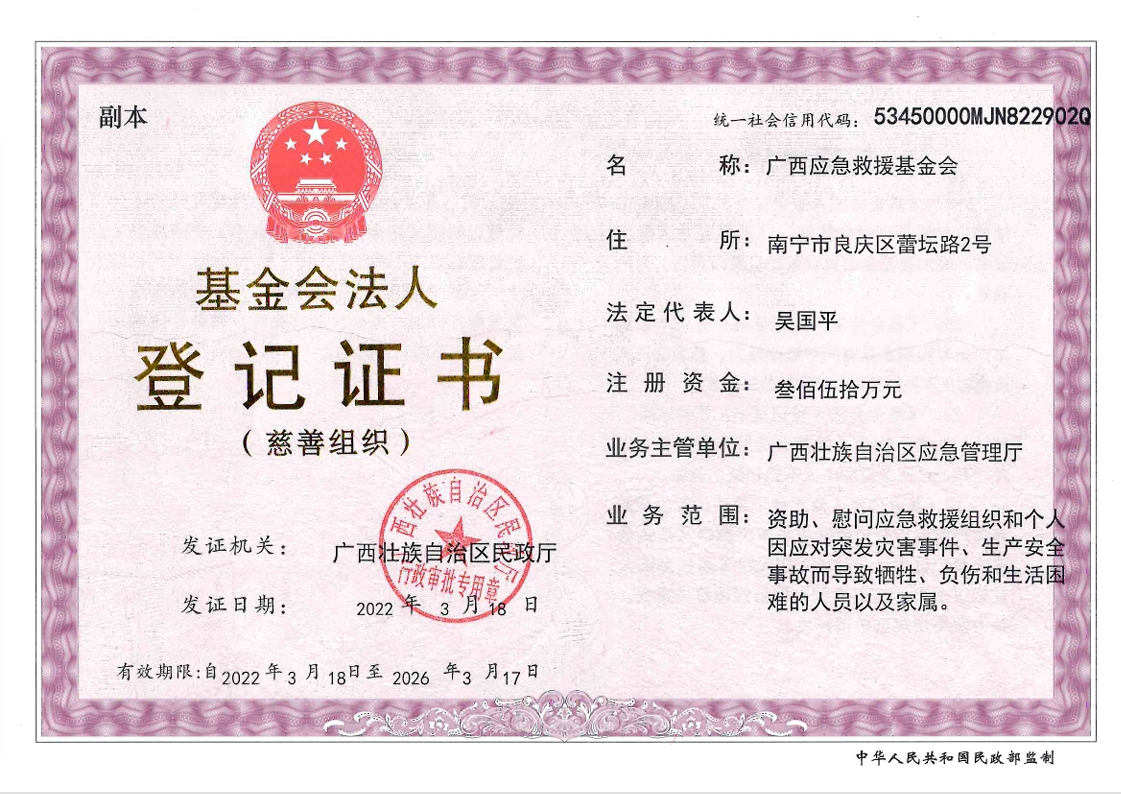 副本
统一社会信用代码：53450000MJN822902Q
名称：广西应急救援基金会
住所：南宁市良庆区蕾坛路2号
法定代表人：吴国平
注册资金：叁佰伍拾万元
业务主管单位：广西壮族自治区应急管理厅
业务范围：资助、慰问应急救援组织和个人
因应对突发灾害事件、生产安全
事故而导致牺牲、负伤和生活困
难的人员以及家属。
基金会法人
登记证书
（慈善组织）
发证机关：广西壮族自治区民政厅
发证日期：2022年3月18日
有效期限:自2022年3月18日至2026年3月17日
广西壮族自治区民政厅
行政审批专用章
中华人民共和国民政部监制